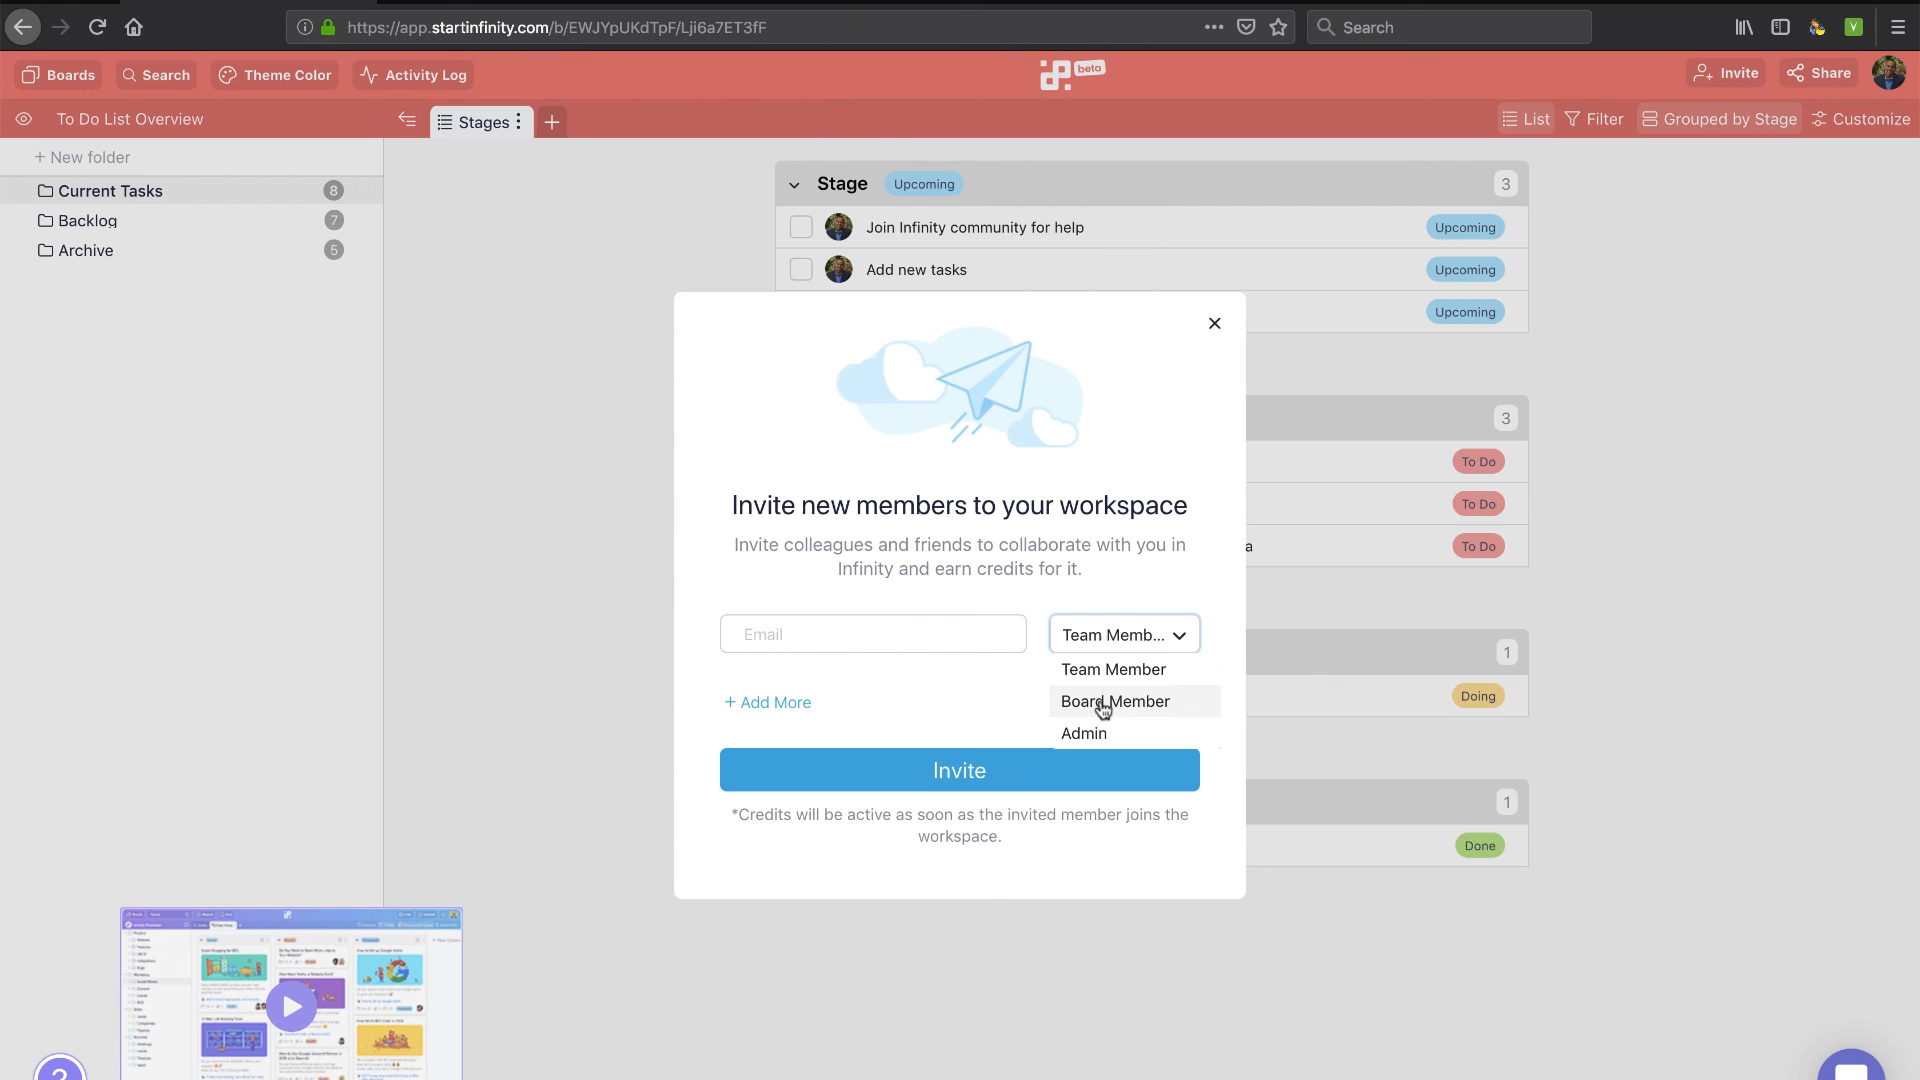 https://app.startinfinity.com/b/EWJYpUKdTpF/Lji6a7ET3fF
Search
Boards
Search
Theme Color
Activity Log
beta
Invite
Share
To Do List Overview
Stages
List
Filter
Grouped by Stage
Customize
+ New folder
Current Tasks
8
Backlog
7
Archive
5
Stage
Upcoming
3
Join Infinity community for help
Upcoming
Add new tasks
Upcoming
Upcoming
3
To Do
To Do
a
To Do
1
Doing
1
Done
Invite new members to your workspace
Invite colleagues and friends to collaborate with you in
Infinity and earn credits for it.
Email
Team Memb...
Team Member
Board Member
Admin
+ Add More
Invite
*Credits will be active as soon as the invited member joins the
workspace.
?